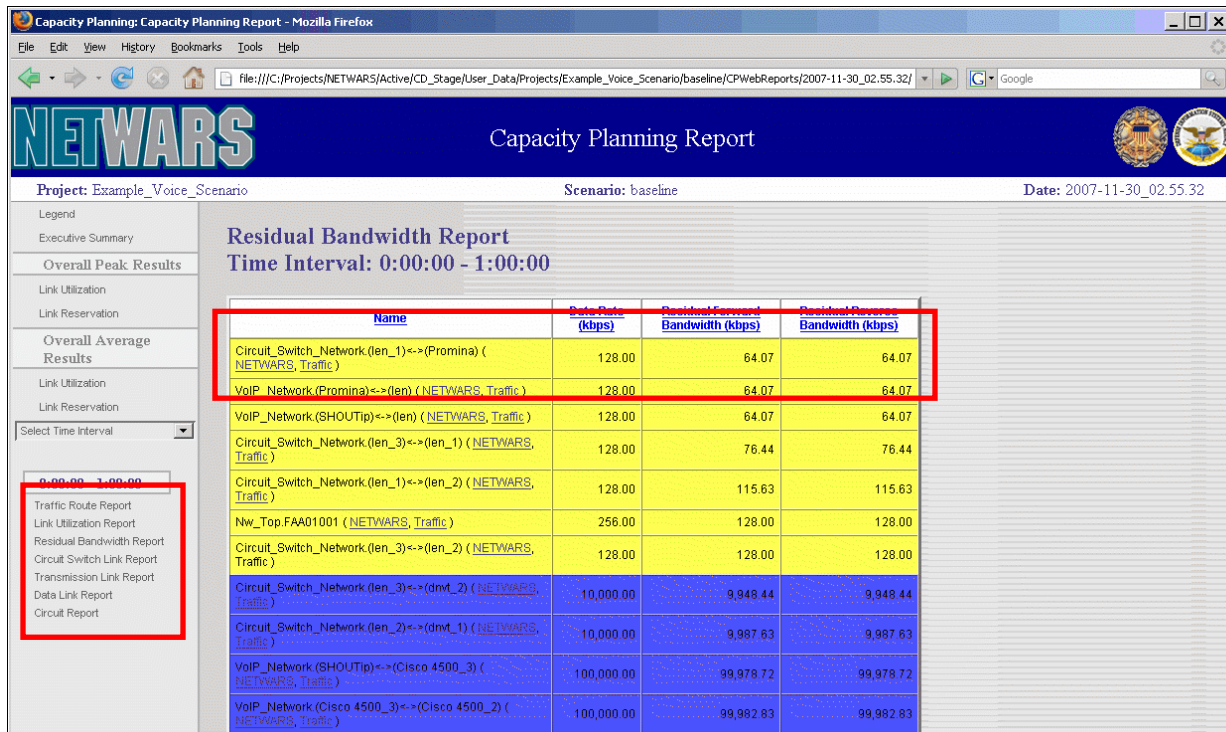 Capacity Planning: Capacity Planning Report - Mozilla Firefox
File Edit View History Bookmarks Tools Help
file:///C:/Projects/NETWARS/Active/CD_Stage/User_Data/Projects/Example_Voice_Scenario/baseline/CPWebReports/2007-11-30_02.55.32/
Google
NETWARS
Capacity Planning Report
Project: Example_Voice_Scenario
Scenario: baseline
Date: 2007-11-30_02.55.32
Legend
Executive Summary
Overall Peak Results
Link Utilization
Link Reservation
Overall Average
Results
Link Utilization
Link Reservation
Select Time Interval
0:00:00 - 1:00:00
Traffic Route Report
Link Utilization Report
Residual Bandwidth Report
Circuit Switch Link Report
Transmission Link Report
Data Link Report
Circuit Report
Residual Bandwidth Report
Time Interval: 0:00:00 - 1:00:00
Name
Data Rate
(kbps)
Residual Forward
Bandwidth (kbps)
Residual Reverse
Bandwidth (kbps)
Circuit_Switch_Network.(len_1)<->(Promina) (
NETWARS, Traffic )
128.00 64.07 64.07
VoIP_Network.(Promina)<->(len) ( NETWARS, Traffic ) 128.00 64.07 64.07
VoIP_Network.(SHOUTip)<->(len) ( NETWARS, Traffic ) 128.00 64.07 64.07
Circuit_Switch_Network.(len_3)<->(len_1) ( NETWARS,
Traffic )
128.00 76.44 76.44
Circuit_Switch_Network.(len_1)<->(len_2) ( NETWARS,
Traffic )
128.00 115.63 115.63
Nw_Top.FAA01001 ( NETWARS, Traffic ) 256.00 128.00 128.00
Circuit_Switch_Network.(len_3)<->(len_2) ( NETWARS,
Traffic )
128.00 128.00 128.00
Circuit_Switch_Network.(len_3)<->(dnvt_2) ( NETWARS,
Traffic )
10,000.00 9,948.44 9,948.44
Circuit_Switch_Network.(len_2)<->(dnvt_1) ( NETWARS,
Traffic )
10,000.00 9,987.63 9,987.63
VoIP_Network.(SHOUTip)<->(Cisco 4500_3) (
NETWARS, Traffic )
100,000.00 99,978.72 99,978.72
VoIP_Network.(Cisco 4500_3)<->(Cisco 4500_2) (
NETWARS, Traffic )
100,000.00 99,982.83 99,982.83